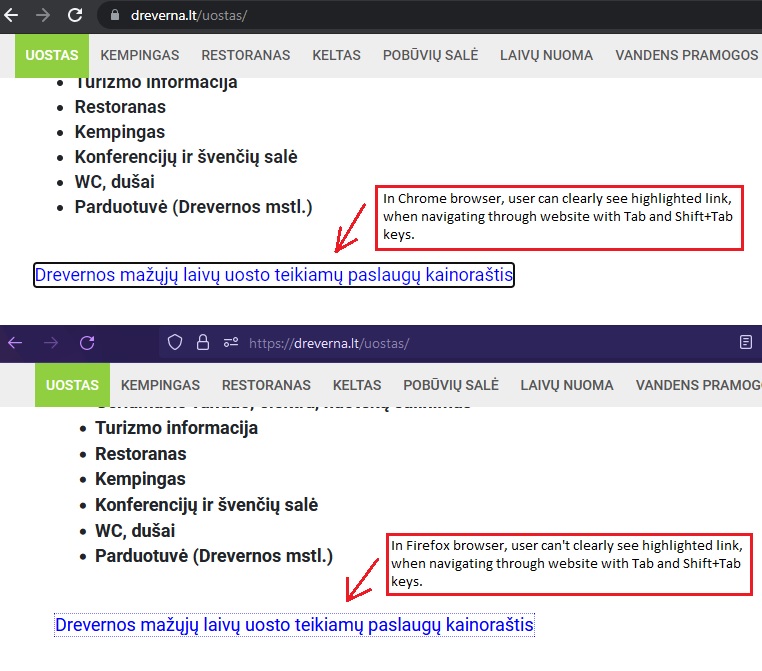 dreverna.lt/uostas/
UOSTAS KEMPINGAS RESTORANAS KELTAS POBŪVIŲ SALĖ LAIVŲ NUOMA VANDENS PRAMOGOS
Turizmo informacija
Restoranas
Kempingas
Konferencijų ir švenčių salė
WC, dušai
Parduotuvė (Drevernos mstl.)
In Chrome browser, user can clearly see highlighted link,
when navigating through website with Tab and Shift+Tab
keys.
Drevernos mažųjų laivų uosto teikiamų paslaugų kainoraštis
https://dreverna.lt/uostas/
UOSTAS KEMPINGAS RESTORANAS KELTAS POBŪVIŲ SALĖ LAIVŲ NUOMA VANDENS PRAMOG
Turizmo informacija
Restoranas
Kempingas
Konferencijų ir švenčių salė
WC, dušai
Parduotuvė (Drevernos mstl.)
In Firefox browser, user can't clearly see highlighted link,
when navigating through website with Tab and Shift+Tab
keys.
Drevernos mažųjų laivų uosto teikiamų paslaugų kainoraštis